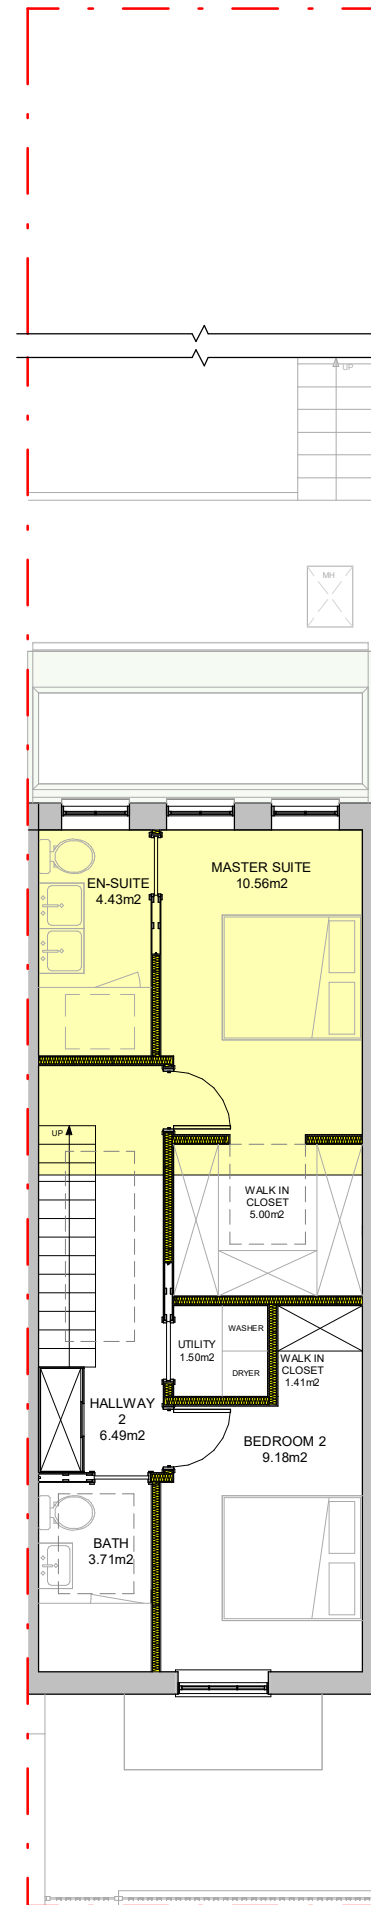 UP
MH
MASTER SUITE
10.56m2
EN-SUITE
4.43m2
UP
WALK IN
CLOSET
5.00m2
WASHER
UTILITY
1.50m2
DRYER
WALK IN
CLOSET
1.41m2
HALLWAY
2
6.49m2
BEDROOM 2
9.18m2
BATH
3.71m2